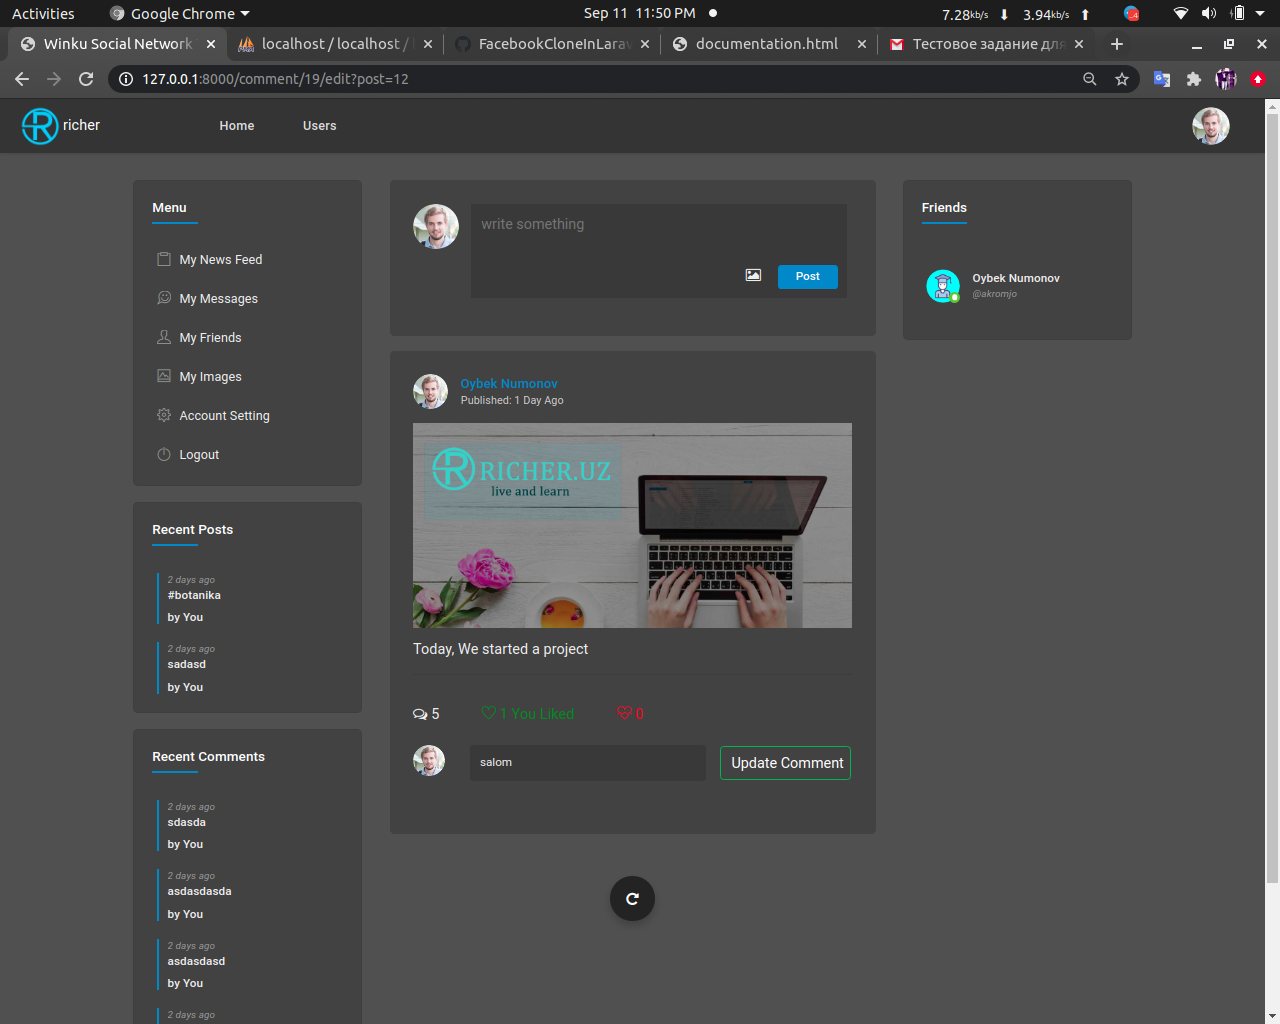 Activities
Google Chrome
Sep 11 11:50 PM
7.28kb/s
3.94kb/s
Winku Social Network
localhost / localhost /
FacebookCloneInLarav
documentation.html
Тестовое задание для
127.0.0.1:8000/comment/19/edit?post=12
richer
Home
Users
Menu
My News Feed
My Messages
My Friends
My Images
Account Setting
Logout
Recent Posts
2 days ago
#botanika
by You
2 days ago
sadasd
by You
Recent Comments
2 days ago
sdasda
by You
2 days ago
asdasdasda
by You
2 days ago
asdasdasd
by You
2 days ago
write something
Post
Oybek Numonov
Published: 1 Day Ago
RICHER.UZ
live and learn
Today, We started a project
5
1 You Liked
0
salom
Update Comment
Friends
Oybek Numonov
@akromjo